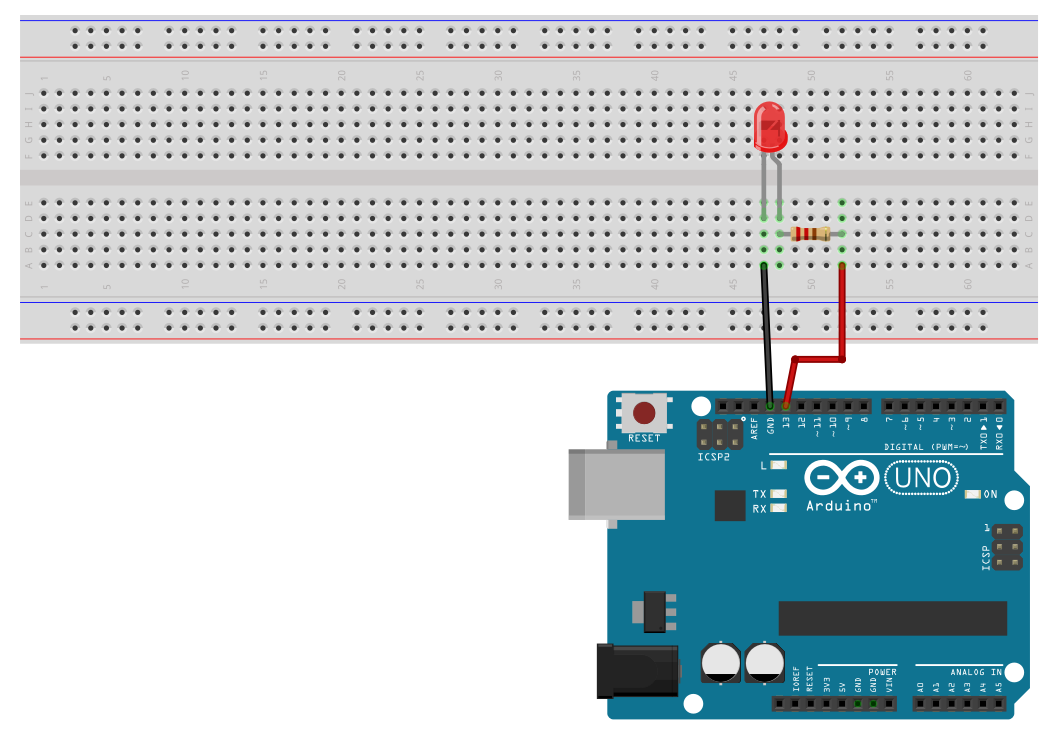 1 5 10 15 20 25 30 35 40 45 50 55 60
J J
I I
H H
G G
F F
E E
D D
C C
B B
A A
1 5 10 15 20 25 30 35 40 45 50 55 60
RESET
AREF GND 13 12 ~11 ~10 ~9 8 7 ~6 ~5 4 ~3 2 TX0 ▶ 1 RX0 ◀ 0
ICSP2
DIGITAL (PWM=~)
L
TX
RX
UNO
ON
Arduino™
1
ICSP
POWER
ANALOG IN
IOREF RESET 3V3 5V GND GND VIN A0 A1 A2 A3 A4 A5